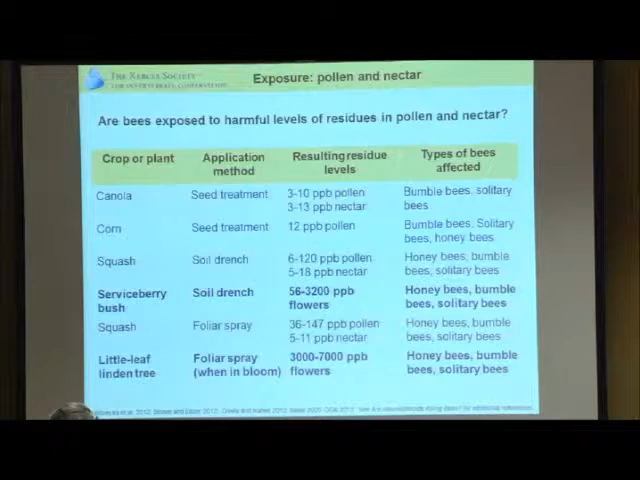 THE XERCES SOCIETY
FOR INVERTEBRATE CONSERVATION
Exposure: pollen and nectar
Are bees exposed to harmful levels of residues in pollen and nectar?
Crop or plant Application method Resulting residue levels Types of bees affected
Canola Seed treatment 3-10 ppb pollen Bumble bees, solitary
3-13 ppb nectar bees
Corn Seed treatment 12 ppb pollen Bumble bees. Solitary
bees, honey bees
Squash Soil drench 6-120 ppb pollen Honey bees, bumble
5-18 ppb nectar bees, solitary bees
Serviceberry Soil drench 56-3200 ppb Honey bees, bumble
bush flowers bees, solitary bees
Squash Foliar spray 36-147 ppb pollen Honey bees, bumble
5-11 ppb nectar bees, solitary bees
Little-leaf Foliar spray 3000-7000 ppb Honey bees, bumble
linden tree (when in bloom) flowers bees, solitary bees